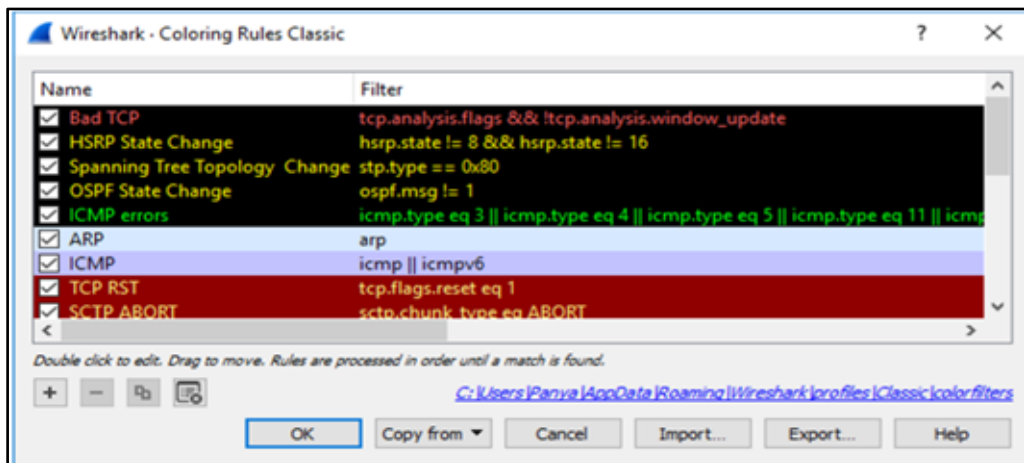 Wireshark · Coloring Rules Classic
Name Filter
Bad TCP tcp.analysis.flags && !tcp.analysis.window_update
HSRP State Change hsrp.state != 8 && hsrp.state != 16
Spanning Tree Topology Change stp.type == 0x80
OSPF State Change ospf.msg != 1
ICMP errors icmp.type eq 3 || icmp.type eq 4 || icmp.type eq 5 || icmp.type eq 11 || icmp
ARP arp
ICMP icmp || icmpv6
TCP RST tcp.flags.reset eq 1
SCTP ABORT sctp.chunk_type eq ABORT
Double click to edit. Drag to move. Rules are processed in order until a match is found.
C:\Users\Panya\AppData\Roaming\Wireshark\profiles\Classic\colorfilters
OK Copy from Cancel Import... Export... Help